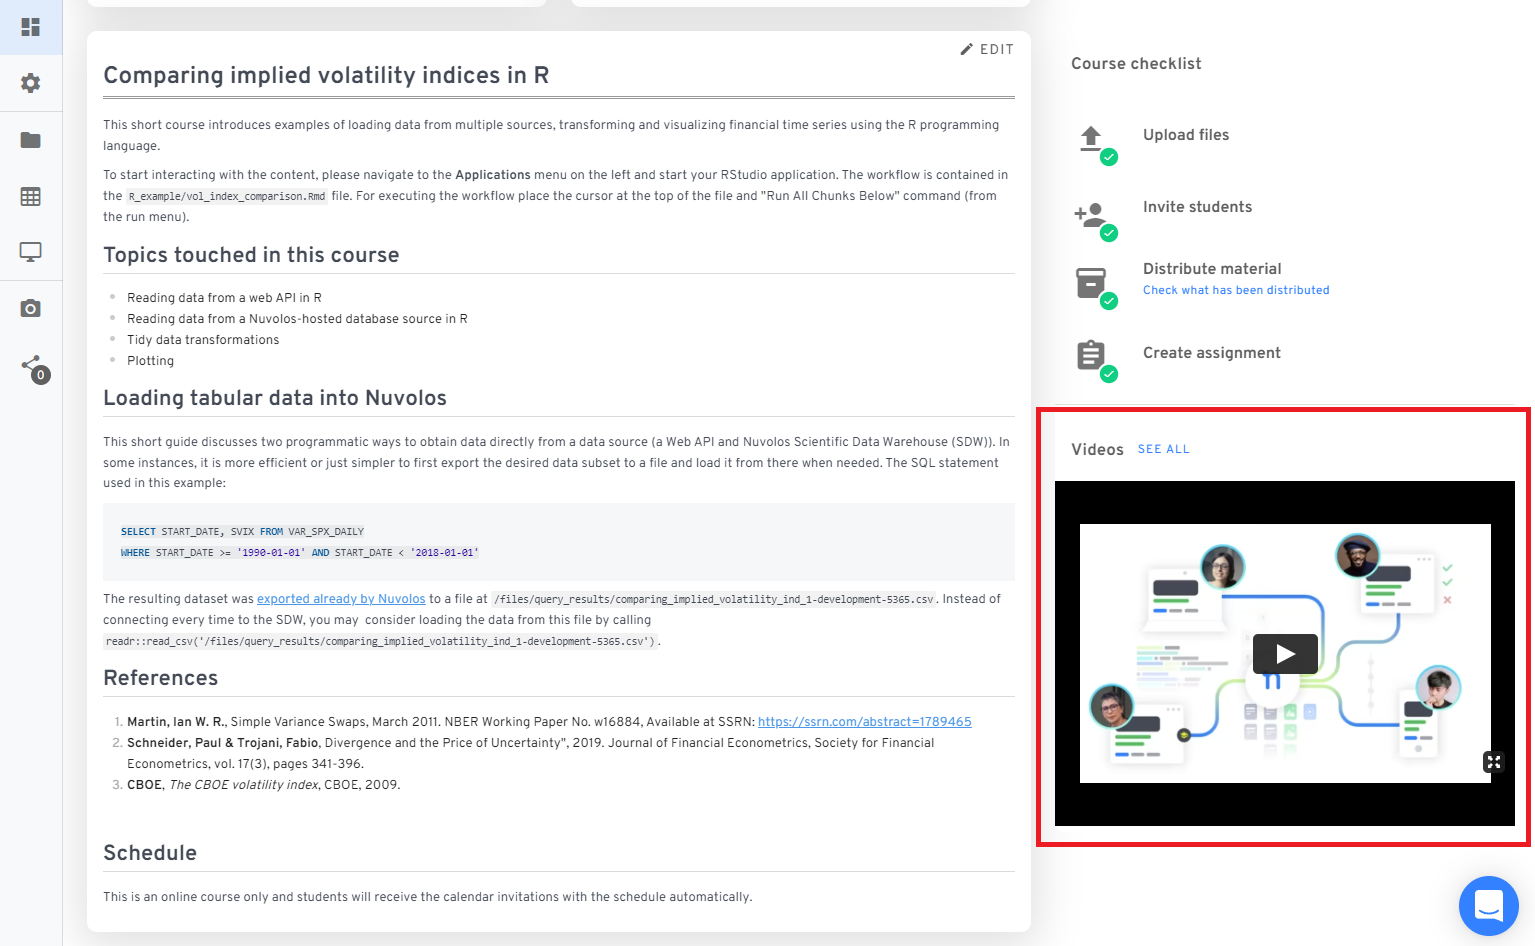 EDIT
Comparing implied volatility indices in R
This short course introduces examples of loading data from multiple sources, transforming and visualizing financial time series using the R programming
language.
To start interacting with the content, please navigate to the Applications menu on the left and start your RStudio application. The workflow is contained in
the R_example/vol_index_comparison.Rmd file. For executing the workflow place the cursor at the top of the file and "Run All Chunks Below" command (from
the run menu).
Topics touched in this course
Reading data from a web API in R
Reading data from a Nuvolos-hosted database source in R
Tidy data transformations
Plotting
Loading tabular data into Nuvolos
This short guide discusses two programmatic ways to obtain data directly from a data source (a Web API and Nuvolos Scientific Data Warehouse (SDW)). In
some instances, it is more efficient or just simpler to first export the desired data subset to a file and load it from there when needed. The SQL statement
used in this example:
SELECT START_DATE, SVIX FROM VAR_SPX_DAILY
WHERE START_DATE >= '1990-01-01' AND START_DATE < '2018-01-01'
The resulting dataset was exported already by Nuvolos to a file at /files/query_results/comparing_implied_volatility_ind_1-development-5365.csv. Instead of
connecting every time to the SDW, you may consider loading the data from this file by calling
readr::read_csv('/files/query_results/comparing_implied_volatility_ind_1-development-5365.csv').
References
1. Martin, Ian W. R., Simple Variance Swaps, March 2011. NBER Working Paper No. w16884, Available at SSRN: https://ssrn.com/abstract=1789465
2. Schneider, Paul & Trojani, Fabio, Divergence and the Price of Uncertainty", 2019. Journal of Financial Econometrics, Society for Financial
Econometrics, vol. 17(3), pages 341-396.
3. CBOE, The CBOE volatility index, CBOE, 2009.
Schedule
This is an online course only and students will receive the calendar invitations with the schedule automatically.
0
Course checklist
Upload files
Invite students
Distribute material
Check what has been distributed
Create assignment
Videos SEE ALL
n